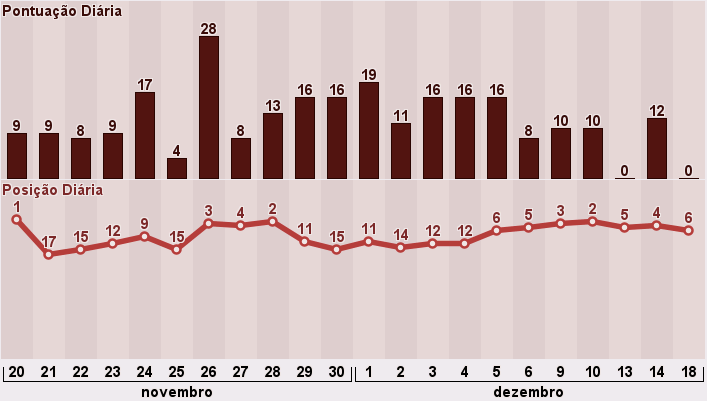 Pontuação Diária
9 9 8 9 17 4 28 8 13 16 16 19 11 16 16 16 8 10 10 0 12 0
Posição Diária
1 17 15 12 9 15 3 4 2 11 15 11 14 12 12 6 5 3 2 5 4 6
20 21 22 23 24 25 26 27 28 29 30 1 2 3 4 5 6 9 10 13 14 18
novembro dezembro